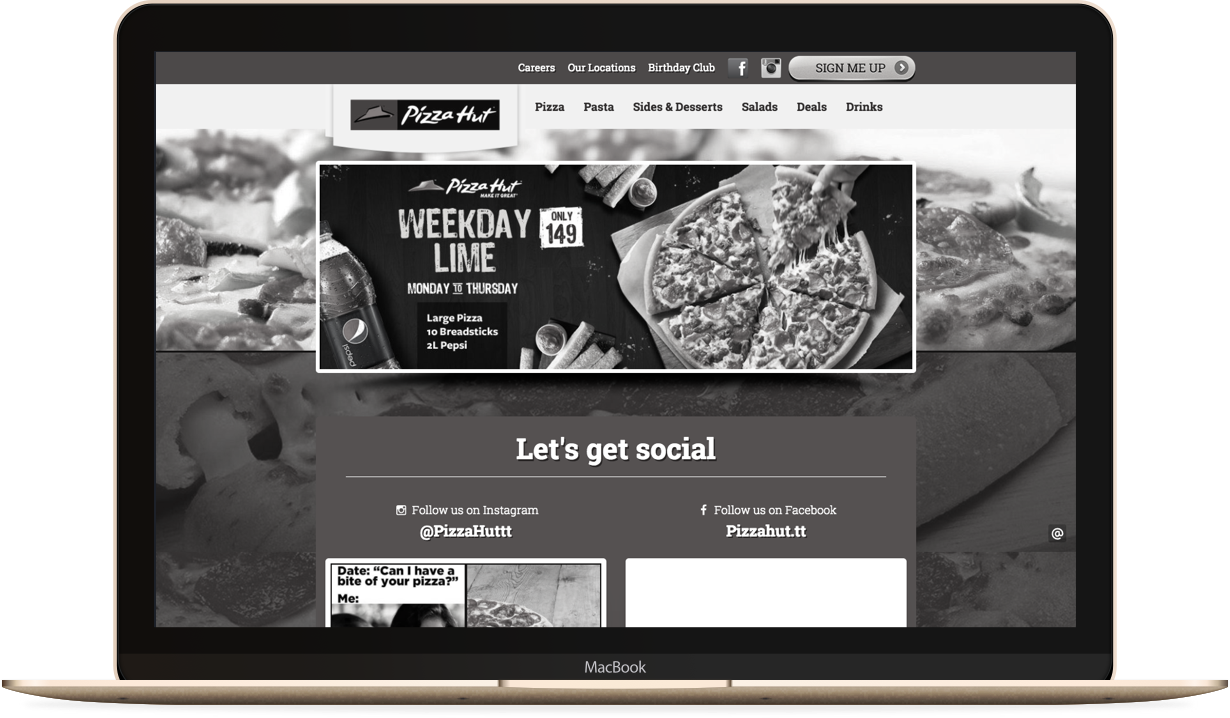 Careers Our Locations Birthday Club SIGN ME UP
Pizza Hut
Pizza Pasta Sides & Desserts Salads Deals Drinks
Pizza Hut
MAKE IT GREAT
WEEKDAY
LIME
ONLY
149
MONDAY TO THURSDAY
Large Pizza
10 Breadsticks
2L Pepsi
pepsi
Let's get social
Follow us on Instagram
@PizzaHuttt
Follow us on Facebook
Pizzahut.tt
@
Date: “Can I have a
bite of your pizza?”
Me:
MacBook